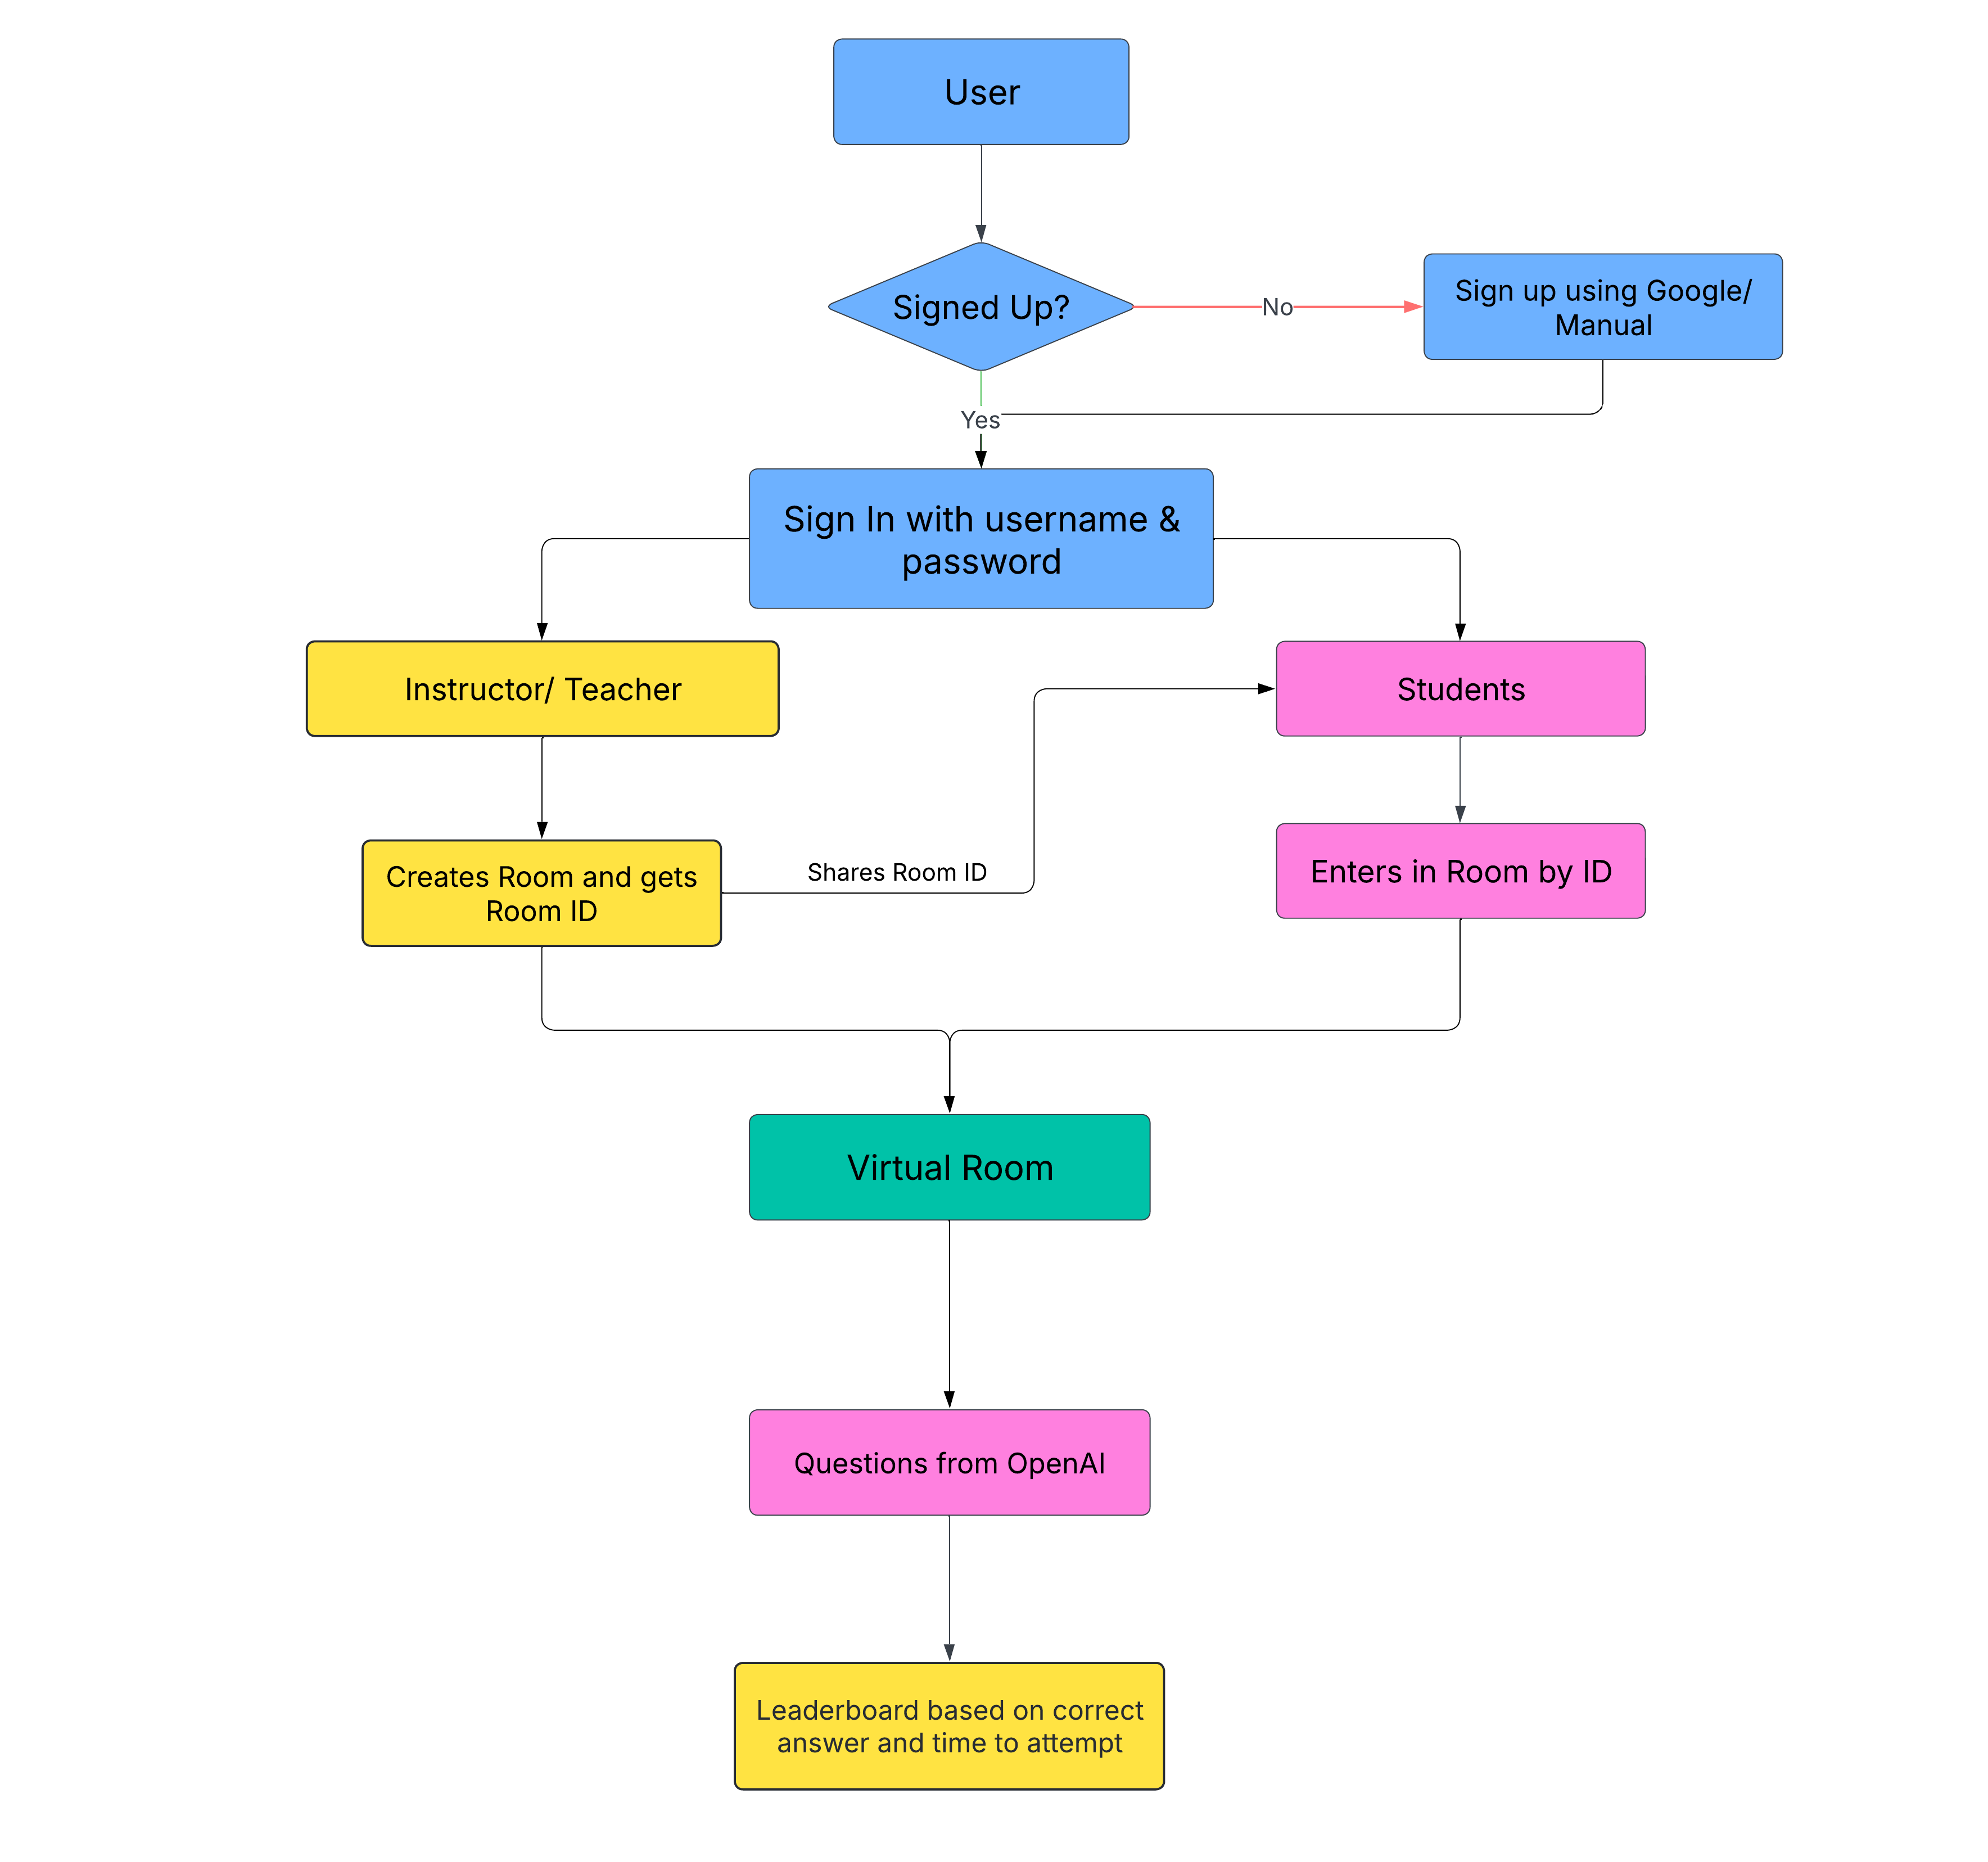 User
Signed Up?
No
Sign up using Google/
Manual
Yes
Sign In with username &
password
Instructor/ Teacher
Students
Creates Room and gets
Room ID
Shares Room ID
Enters in Room by ID
Virtual Room
Questions from OpenAI
Leaderboard based on correct
answer and time to attempt